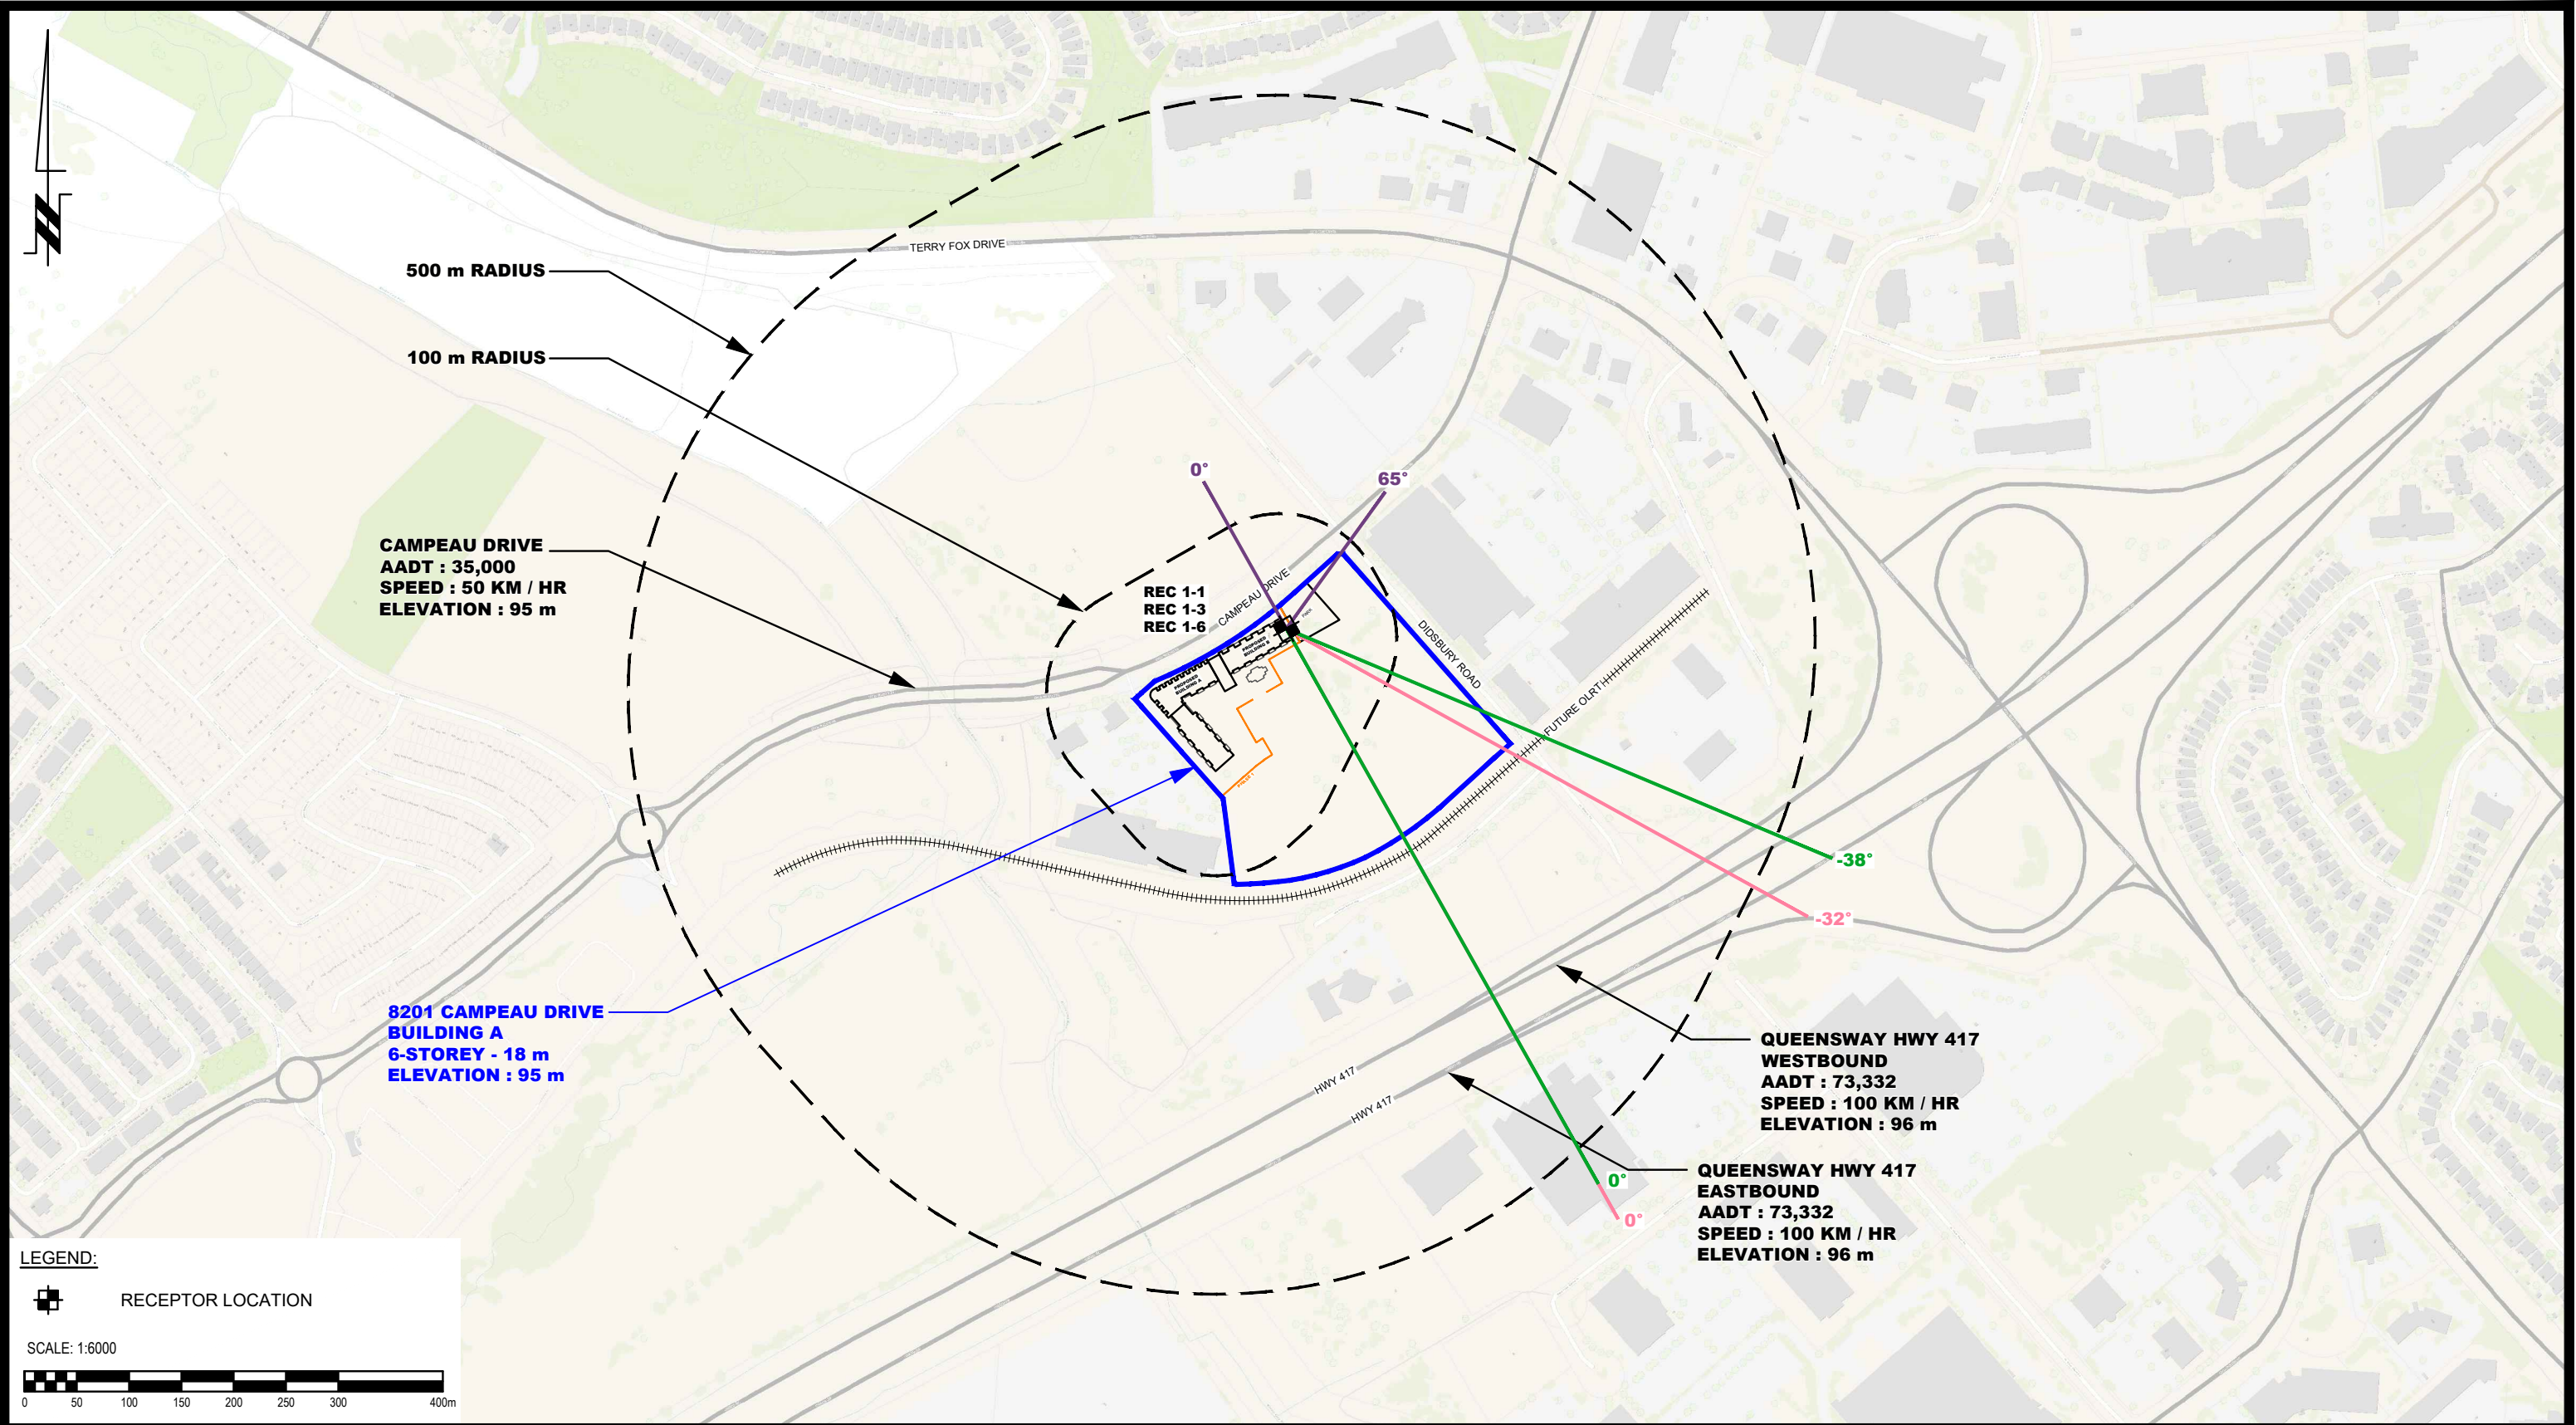 TERRY FOX DRIVE
500 m RADIUS
100 m RADIUS
0°
65°
CAMPEAU DRIVE
AADT : 35,000
SPEED : 50 KM / HR
ELEVATION : 95 m
REC 1-1
REC 1-3
REC 1-6
CAMPEAU DRIVE
PROPOSED
BUILDING B
PROPOSED
BUILDING A
DIDSBURY ROAD
FUTURE OLRT
-38°
-32°
8201 CAMPEAU DRIVE
BUILDING A
6-STOREY - 18 m
ELEVATION : 95 m
HWY 417
HWY 417
QUEENSWAY HWY 417
WESTBOUND
AADT : 73,332
SPEED : 100 KM / HR
ELEVATION : 96 m
QUEENSWAY HWY 417
EASTBOUND
AADT : 73,332
SPEED : 100 KM / HR
ELEVATION : 96 m
0°
0°
LEGEND:
RECEPTOR LOCATION
SCALE: 1:6000
0 50 100 150 200 250 300 400m